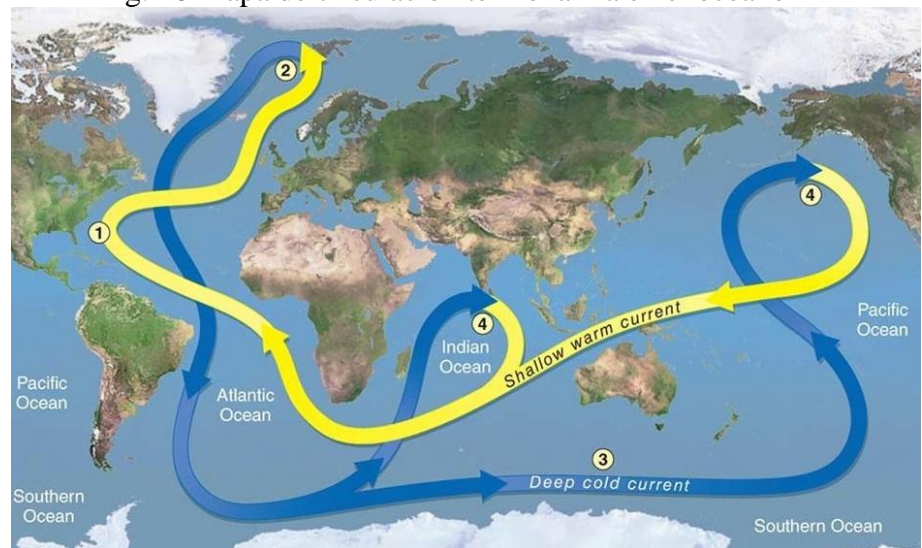 2
4
1
Shallow warm current
Pacific
Ocean
4
Indian
Ocean
Pacific
Ocean
Atlantic
Ocean
3
Deep cold current
Southern
Ocean
Southern Ocean